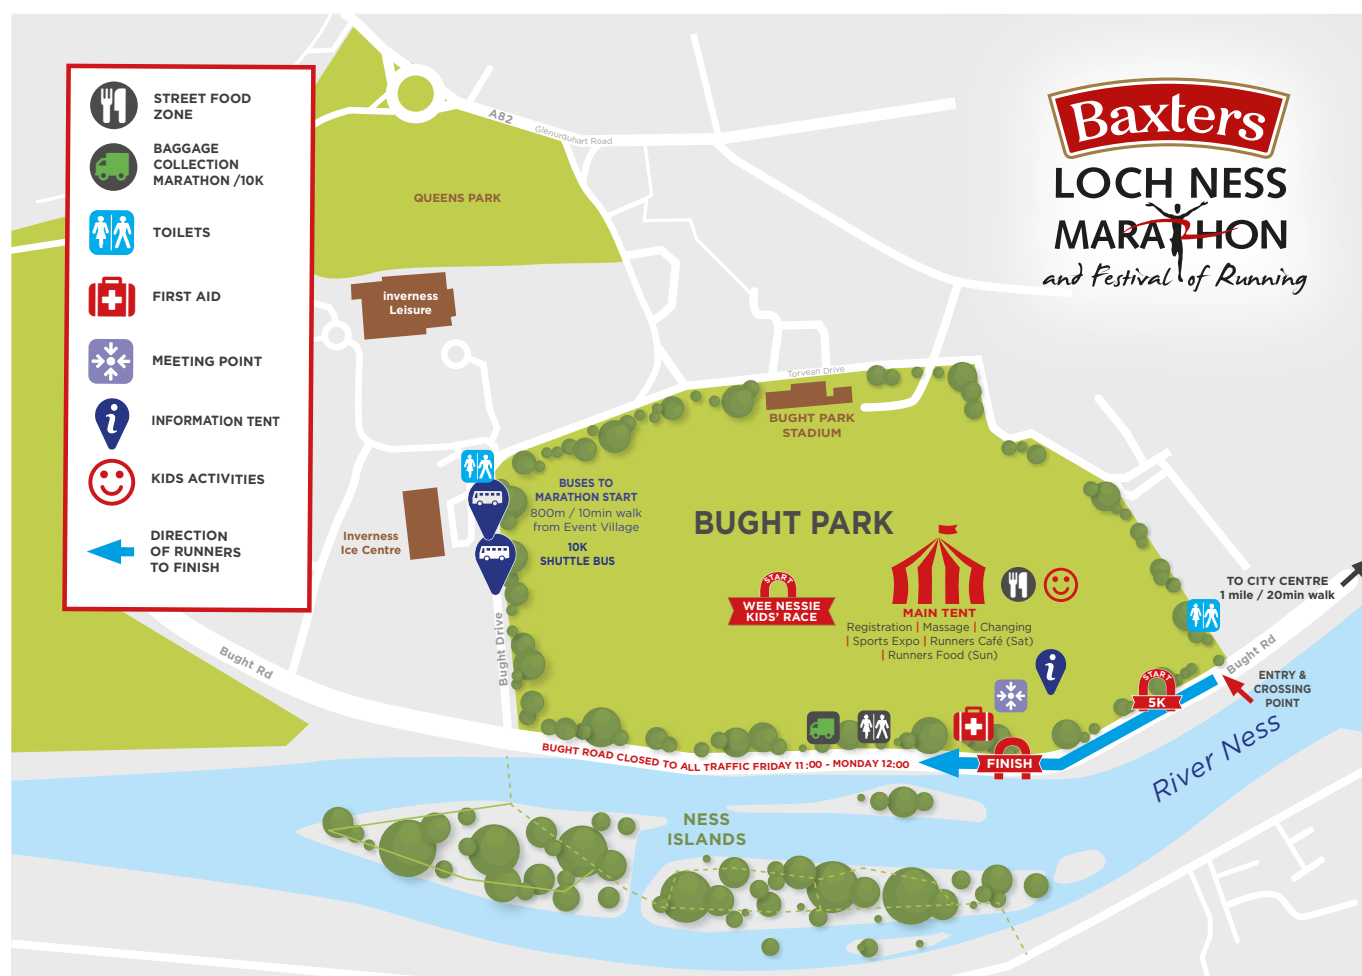 STREET FOOD
ZONE
BAGGAGE
COLLECTION
MARATHON /10K
TOILETS
FIRST AID
MEETING POINT
i
INFORMATION TENT
KIDS ACTIVITIES
DIRECTION
OF RUNNERS
TO FINISH
Baxters
LOCH NESS
MARATHON
and Festival of Running
A82
Glenurquhart Road
QUEENS PARK
inverness
Leisure
Torvean Drive
BUGHT PARK
STADIUM
BUSES TO
MARATHON START
800m / 10min walk
from Event Village
10K
SHUTTLE BUS
Inverness
Ice Centre
BUGHT PARK
START
WEE NESSIE
KIDS' RACE
MAIN TENT
Registration | Massage | Changing
| Sports Expo | Runners Café (Sat)
| Runners Food (Sun)
i
TO CITY CENTRE
1 mile / 20min walk
Bught Rd
Bught Drive
Bught Rd
ENTRY &
CROSSING
POINT
START
5K
FINISH
BUGHT ROAD CLOSED TO ALL TRAFFIC FRIDAY 11:00 - MONDAY 12:00
River Ness
NESS
ISLANDS